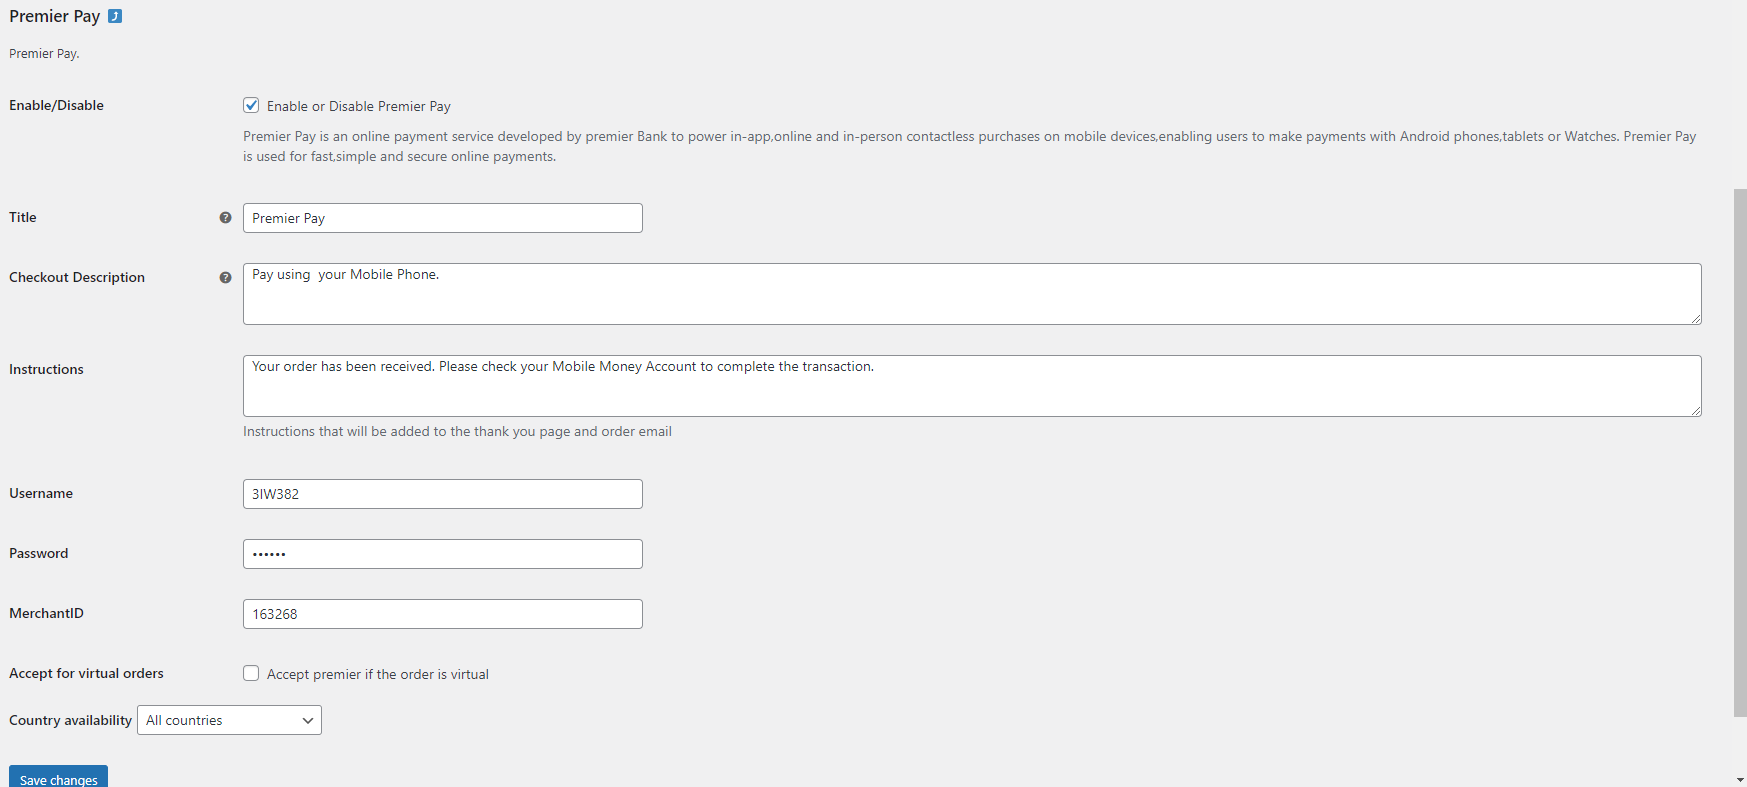 Premier Pay ⤴
Premier Pay.
Enable/Disable
Enable or Disable Premier Pay
Premier Pay is an online payment service developed by premier Bank to power in-app,online and in-person contactless purchases on mobile devices,enabling users to make payments with Android phones,tablets or Watches. Premier Pay
is used for fast,simple and secure online payments.
Title ? Premier Pay
Checkout Description ? Pay using  your Mobile Phone.
Instructions Your order has been received. Please check your Mobile Money Account to complete the transaction.
Instructions that will be added to the thank you page and order email
Username 3IW382
Password ••••••
MerchantID 163268
Accept for virtual orders Accept premier if the order is virtual
Country availability All countries
Save changes